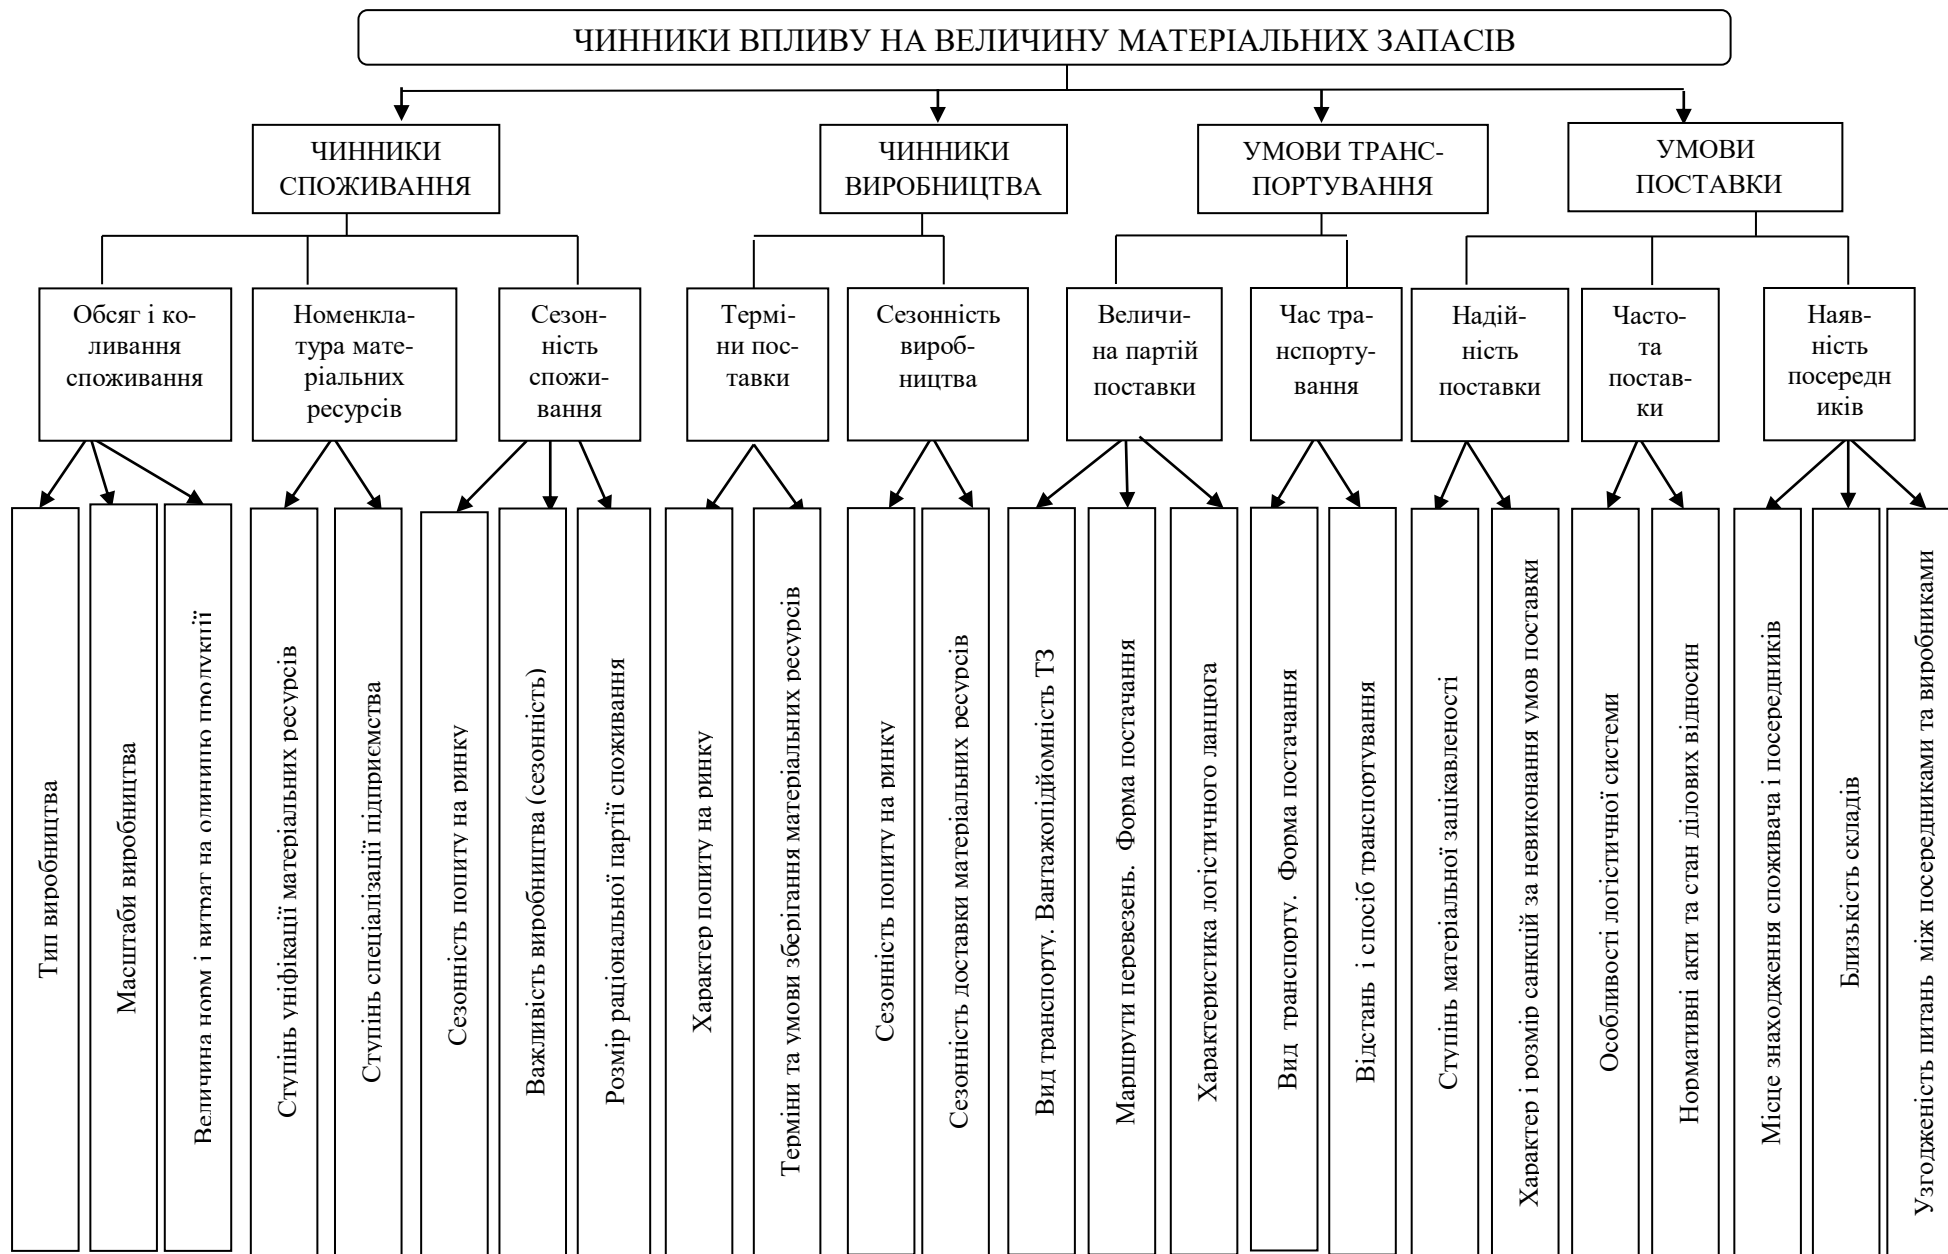 ЧИННИКИ ВПЛИВУ НА ВЕЛИЧИНУ МАТЕРІАЛЬНИХ ЗАПАСІВ
ЧИННИКИ
СПОЖИВАННЯ
ЧИННИКИ
ВИРОБНИЦТВА
УМОВИ ТРАНС-
ПОРТУВАННЯ
УМОВИ
ПОСТАВКИ
Обсяг і ко-
ливання
споживання
Номенкла-
тура мате-
ріальних
ресурсів
Сезон-
ність
спожи-
вання
Термі-
ни пос-
тавки
Сезонність
вироб-
ництва
Величи-
на партій
поставки
Час тра-
нспорту-
вання
Надій-
ність
поставки
Часто-
та
постав-
ки
Наяв-
ність
посередн
иків
Тип виробництва
Масштаби виробництва
Величина норм і витрат на одиницю продукції
Ступінь уніфікації матеріальних ресурсів
Ступінь спеціалізації підприємства
Сезонність попиту на ринку
Важливість виробництва (сезонність)
Розмір раціональної партії споживання
Характер попиту на ринку
Терміни та умови зберігання матеріальних ресурсів
Сезонність попиту на ринку
Сезонність доставки матеріальних ресурсів
Вид транспорту. Вантажопідйомність ТЗ
Маршрути перевезень. Форма постачання
Характеристика логістичного ланцюга
Вид транспорту. Форма постачання
Відстань і спосіб транспортування
Ступінь матеріальної зацікавленості
Характер і розмір санкцій за невиконання умов поставки
Особливості логістичної системи
Нормативні акти та стан ділових відносин
Місце знаходження споживача і посередників
Близькість складів
Узгодженість питань між посередниками та виробниками